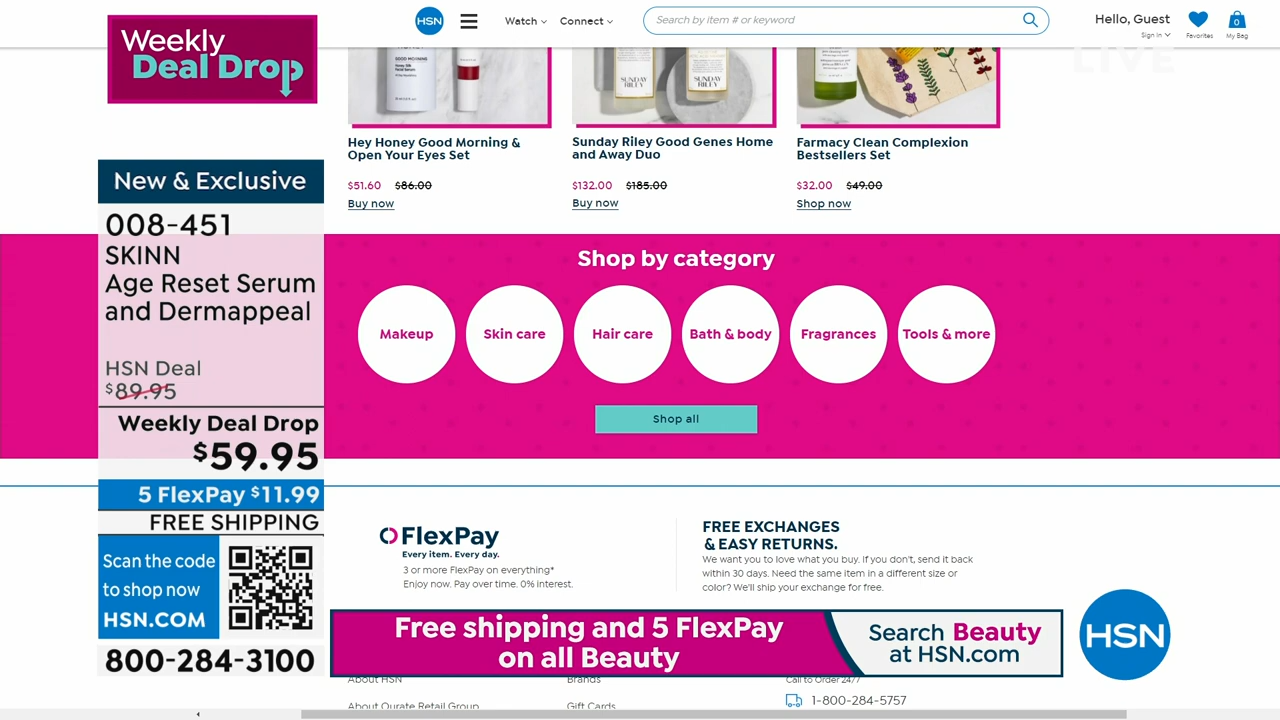 Weekly
Deal Drop
HSN
Watch
Connect
Search by item # or keyword
Hello, Guest
Sign in
Favorites
0
My Bag
LIVE
GOOD MORNING
SUNDAY
RILEY
SUNDAY
RILEY
Hey Honey Good Morning &
Open Your Eyes Set
$51.60 $86.00
Buy now
Sunday Riley Good Genes Home
and Away Duo
$132.00 $185.00
Buy now
Farmacy Clean Complexion
Bestsellers Set
$32.00 $49.00
Shop now
New & Exclusive
008-451
SKINN
Age Reset Serum
and Dermappeal
HSN Deal
$89.95
Weekly Deal Drop
$59.95
5 FlexPay $11.99
FREE SHIPPING
Scan the code
to shop now
HSN.COM
800-284-3100
Shop by category
Makeup
Skin care
Hair care
Bath & body
Fragrances
Tools & more
Shop all
FlexPay
Every item. Every day.
3 or more FlexPay on everything*
Enjoy now. Pay over time. 0% interest.
FREE EXCHANGES
& EASY RETURNS.
We want you to love what you buy. If you don't, send it back
within 30 days. Need the same item in a different size or
color? We'll ship your exchange for free.
Free shipping and 5 FlexPay
on all Beauty
Search Beauty
at HSN.com
HSN
About HSN
Brands
Call to Order 24/7
About Qurate Retail Group
Gift Cards
1-800-284-5757